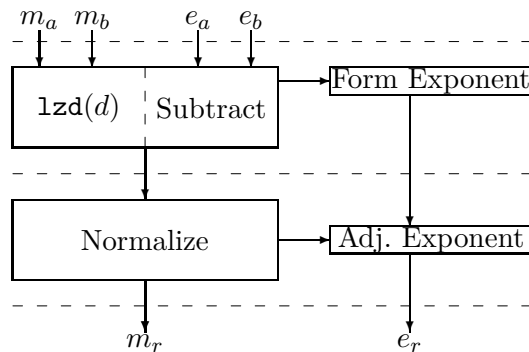 m_a m_b e_a e_b
lzd(d) Subtract Form Exponent
Normalize Adj. Exponent
m_r e_r